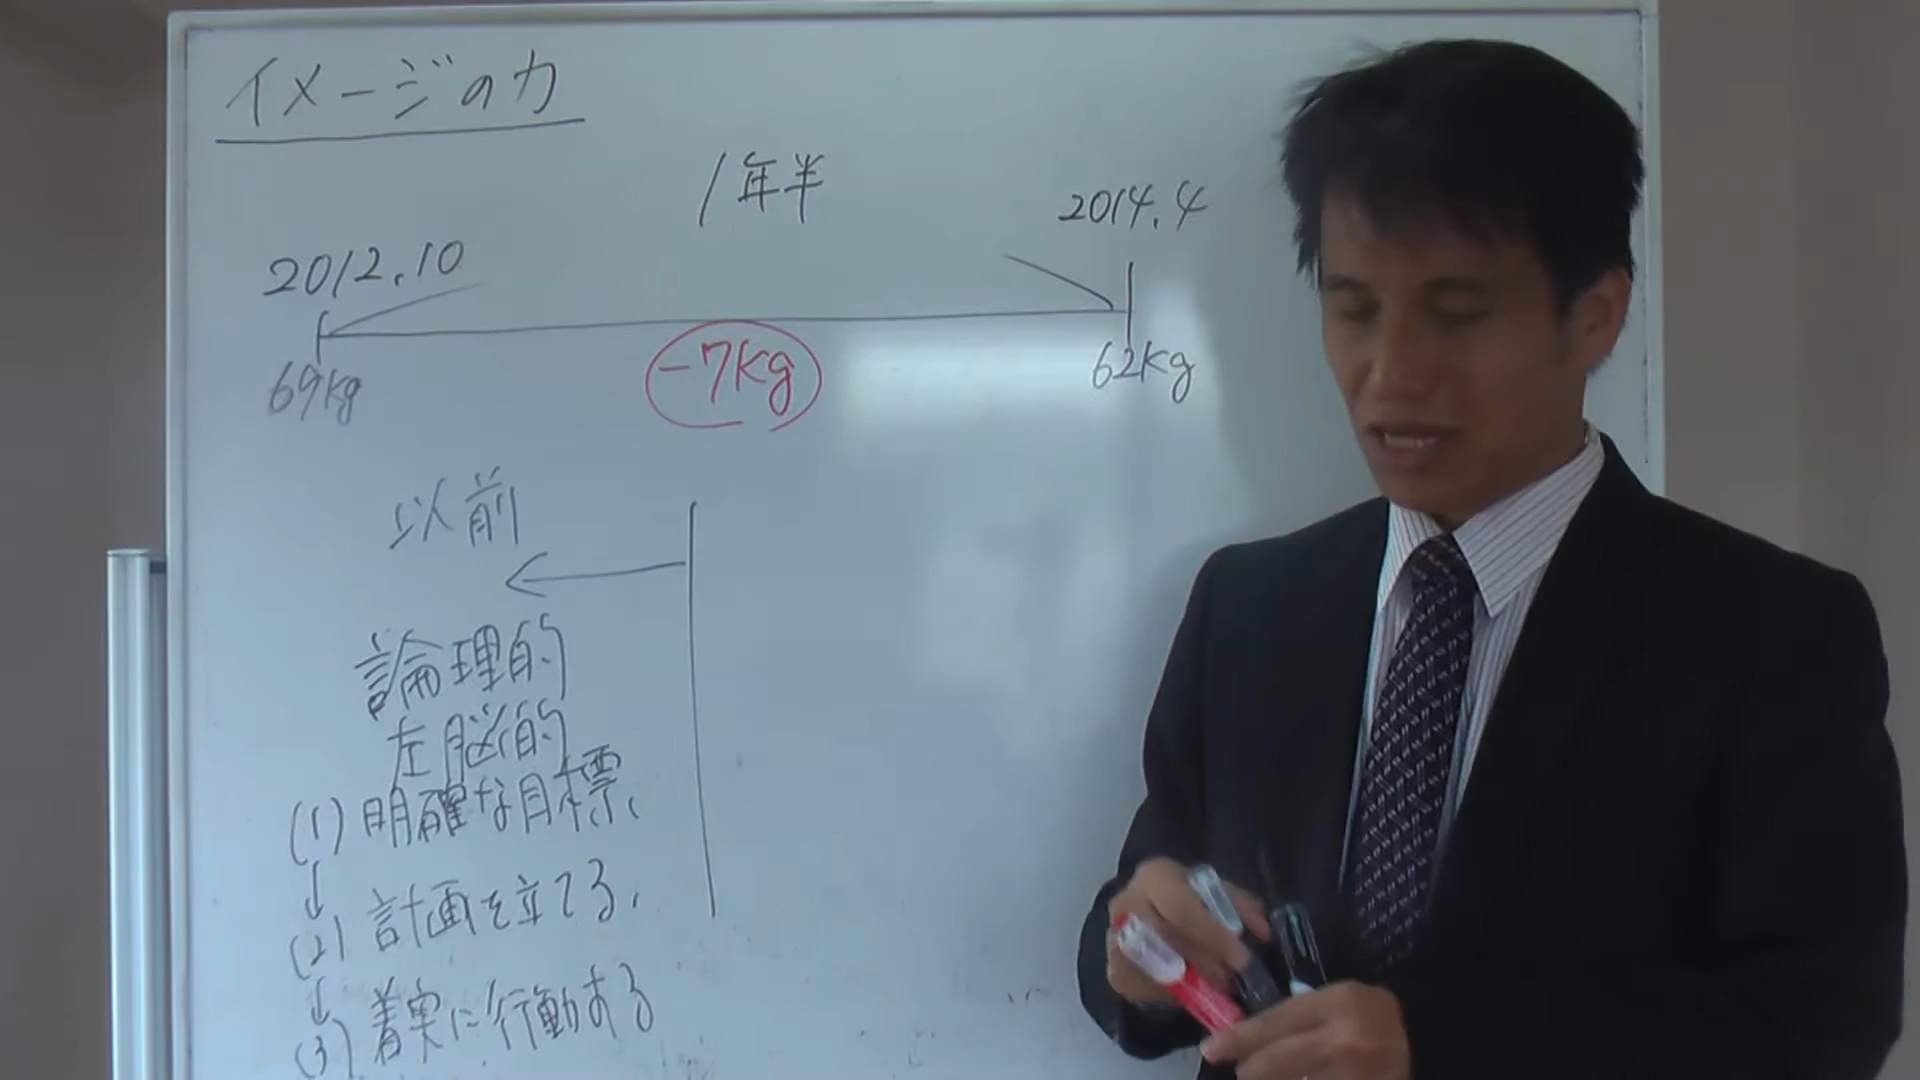 イメージの力
1年半
2014.4
2012.10
-7kg
69kg
62kg
以前
論理的
左脳的
(1) 明確な目標、
↓
(2) 計画を立てる、
↓
(3) 着実に行動する